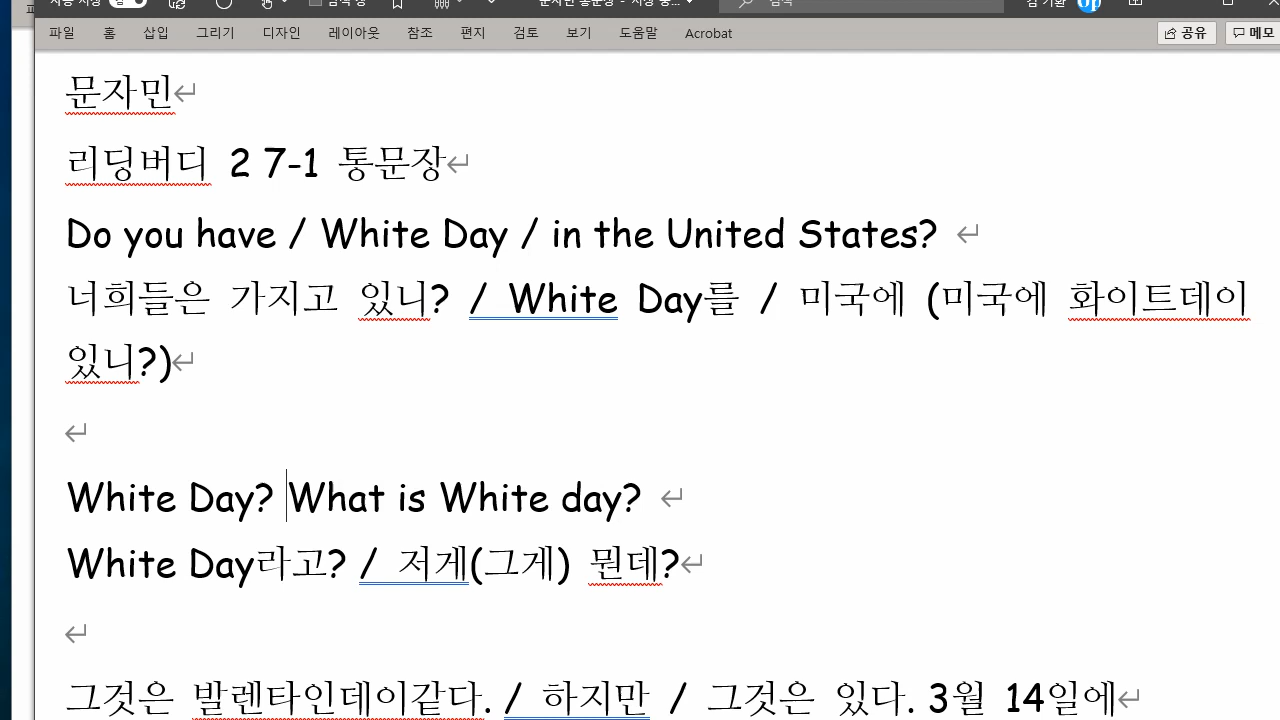 파일 홈 삽입 그리기 디자인 레이아웃 참조 편지 검토 보기 도움말 Acrobat 공유 메모
문자민
리딩버디 2 7-1 통문장
Do you have / White Day / in the United States?
너희들은 가지고 있니? / White Day를 / 미국에 (미국에 화이트데이
있니?)
White Day? What is White day?
White Day라고? / 저게(그게) 뭔데?
그것은 발렌타인데이같다. / 하지만 / 그것은 있다. 3월 14일에